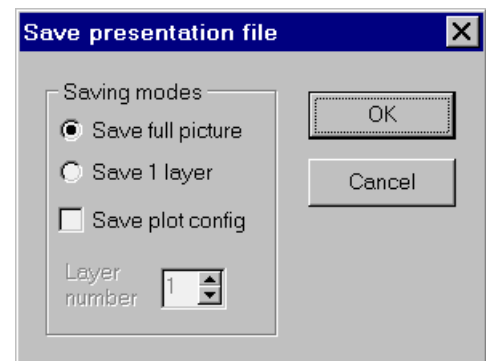 Save presentation file
Saving modes
Save full picture
Save 1 layer
Save plot config
Layer
number
1
OK
Cancel